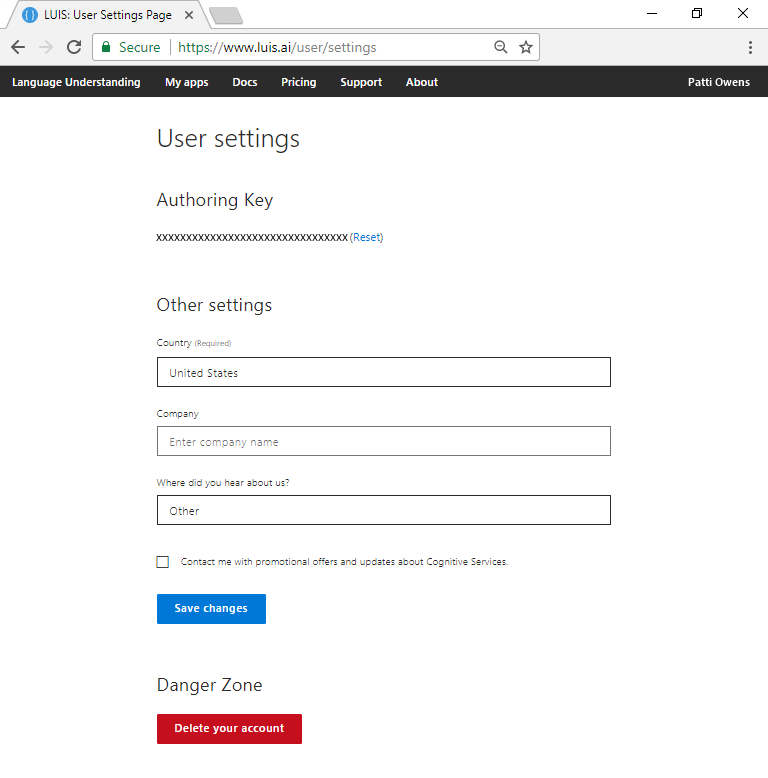 LUIS: User Settings Page
Secure https://www.luis.ai/user/settings
Language Understanding My apps Docs Pricing Support About Patti Owens
User settings
Authoring Key
xxxxxxxxxxxxxxxxxxxxxxxxxxxxxxxx (Reset)
Other settings
Country (Required)
United States
Company
Enter company name
Where did you hear about us?
Other
Contact me with promotional offers and updates about Cognitive Services.
Save changes
Danger Zone
Delete your account